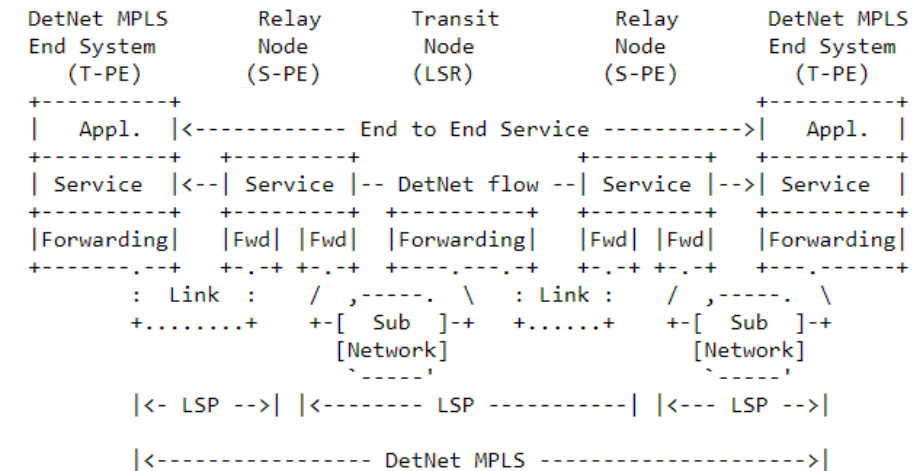 DetNet MPLS       Relay       Transit         Relay       DetNet MPLS
End System        Node         Node           Node        End System
   (T-PE)        (S-PE)       (LSR)          (S-PE)         (T-PE)
+----------+                                             +----------+
|   Appl.  |<------------ End to End Service ----------->|   Appl.  |
+----------+   +---------+                 +---------+   +----------+
| Service  |<--| Service |-- DetNet flow --| Service |-->| Service  |
+----------+   +---------+  +----------+   +---------+   +----------+
|Forwarding|   |Fwd| |Fwd|  |Forwarding|   |Fwd| |Fwd|   |Forwarding|
+-------.--+   +-.-+ +-.-+  +----.---.-+   +-.-+ +-.-+   +---.------+
        :  Link  :    /  ,-----.  \   : Link :    /  ,-----.  \
        +........+    +-[  Sub  ]-+   +......+    +-[  Sub  ]-+
                        [Network]                   [Network]
                         `-----'                     `-----'
        |<- LSP -->| |<-------- LSP -----------| |<--- LSP -->|
        |<----------------- DetNet MPLS --------------------->|